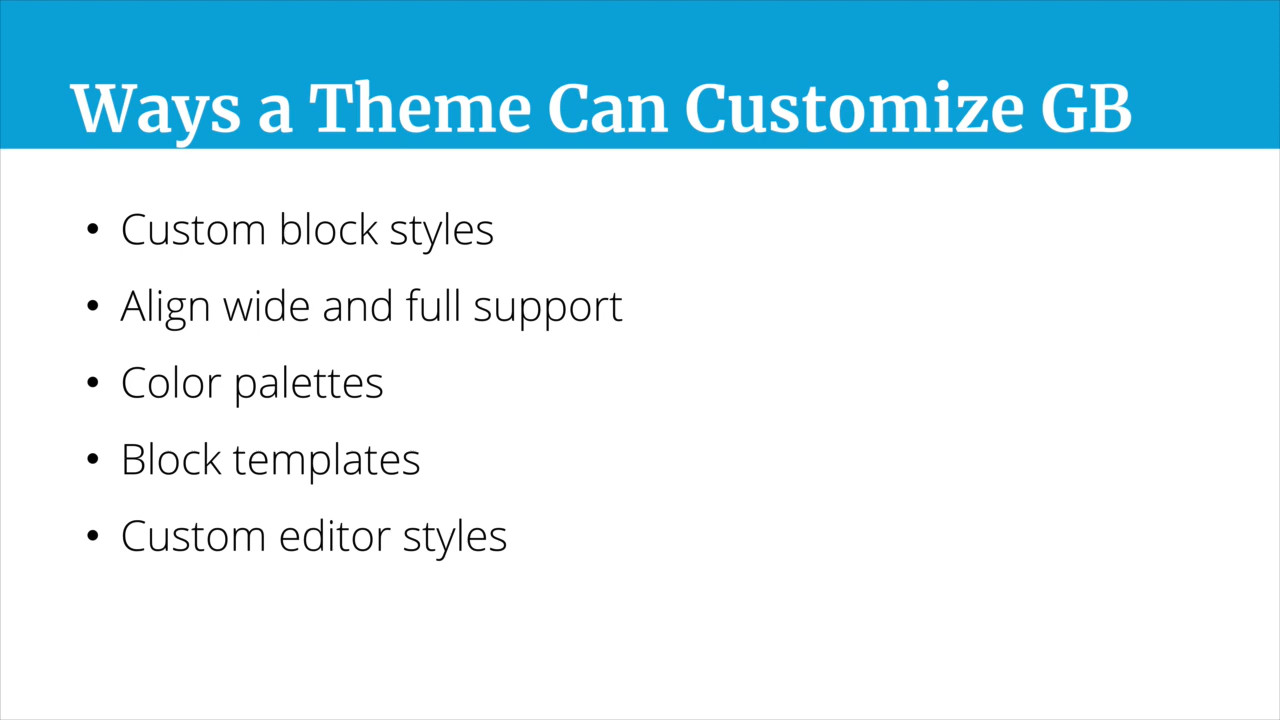 Ways a Theme Can Customize GB
• Custom block styles
• Align wide and full support
• Color palettes
• Block templates
• Custom editor styles